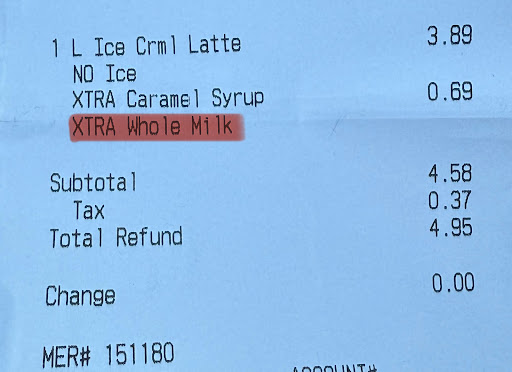 1 L Ice Crml Latte 3.89
NO Ice
XTRA Caramel Syrup 0.69
XTRA Whole Milk
Subtotal 4.58
Tax 0.37
Total Refund 4.95
Change 0.00
MER# 151180
ACCOUNT#